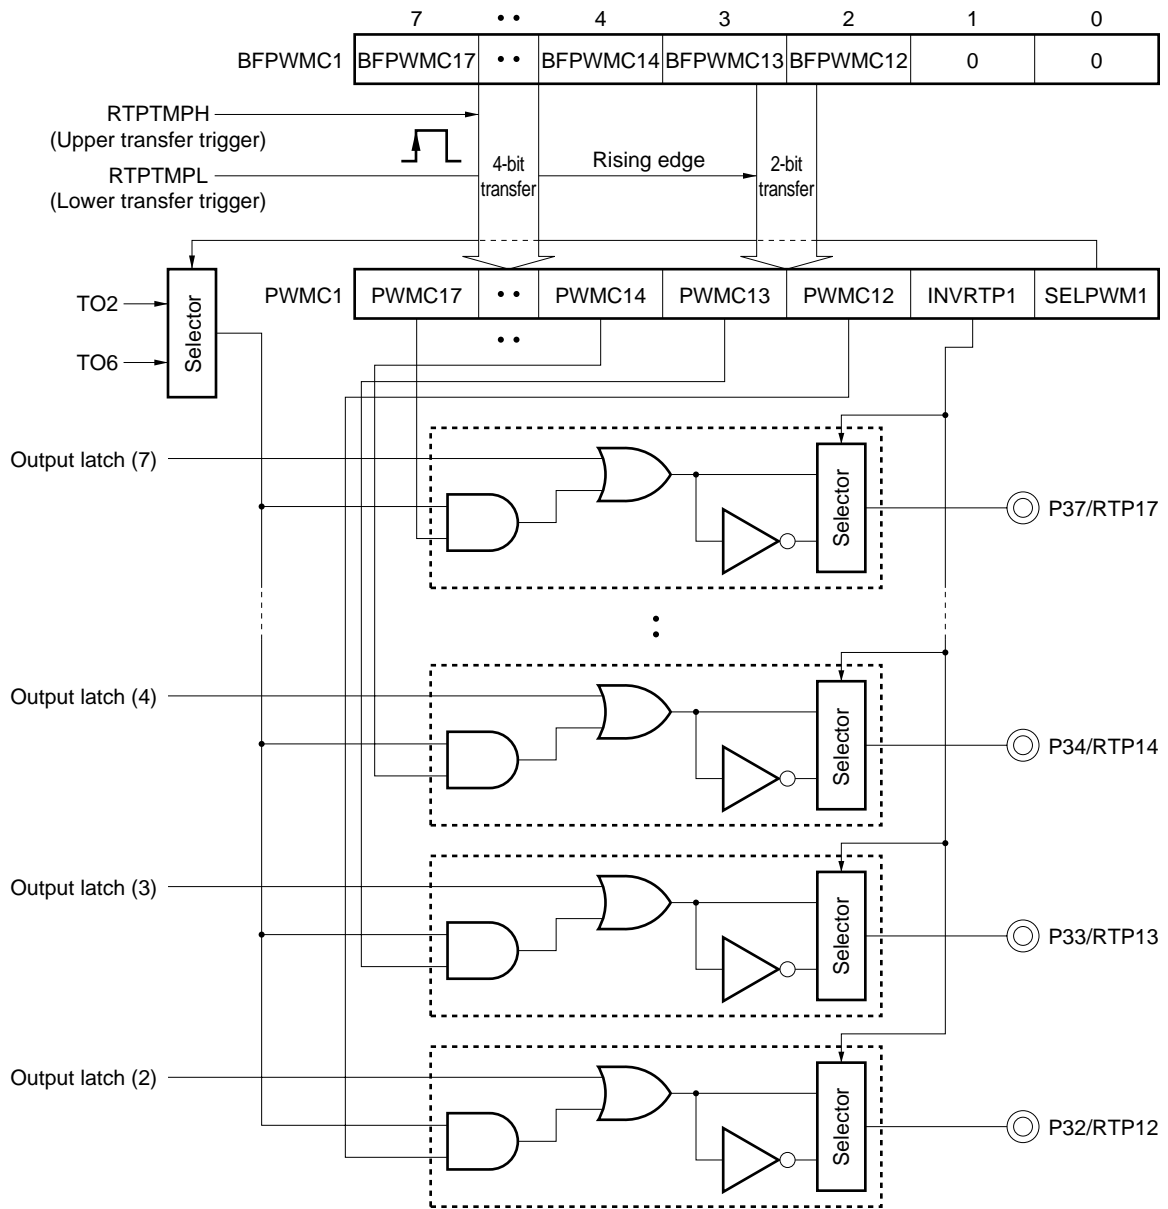 7 •• 4 3 2 1 0
BFPWMC1 BFPWMC17 •• BFPWMC14 BFPWMC13 BFPWMC12 0 0
RTPTMPH
(Upper transfer trigger)
RTPTMPL
(Lower transfer trigger)
4-bit
transfer
Rising edge
2-bit
transfer
TO2
TO6
Selector
PWMC1 PWMC17 •• PWMC14 PWMC13 PWMC12 INVRTP1 SELPWM1
••
Output latch (7)
Selector
P37/RTP17
Output latch (4)
Selector
P34/RTP14
Output latch (3)
Selector
P33/RTP13
Output latch (2)
Selector
P32/RTP12